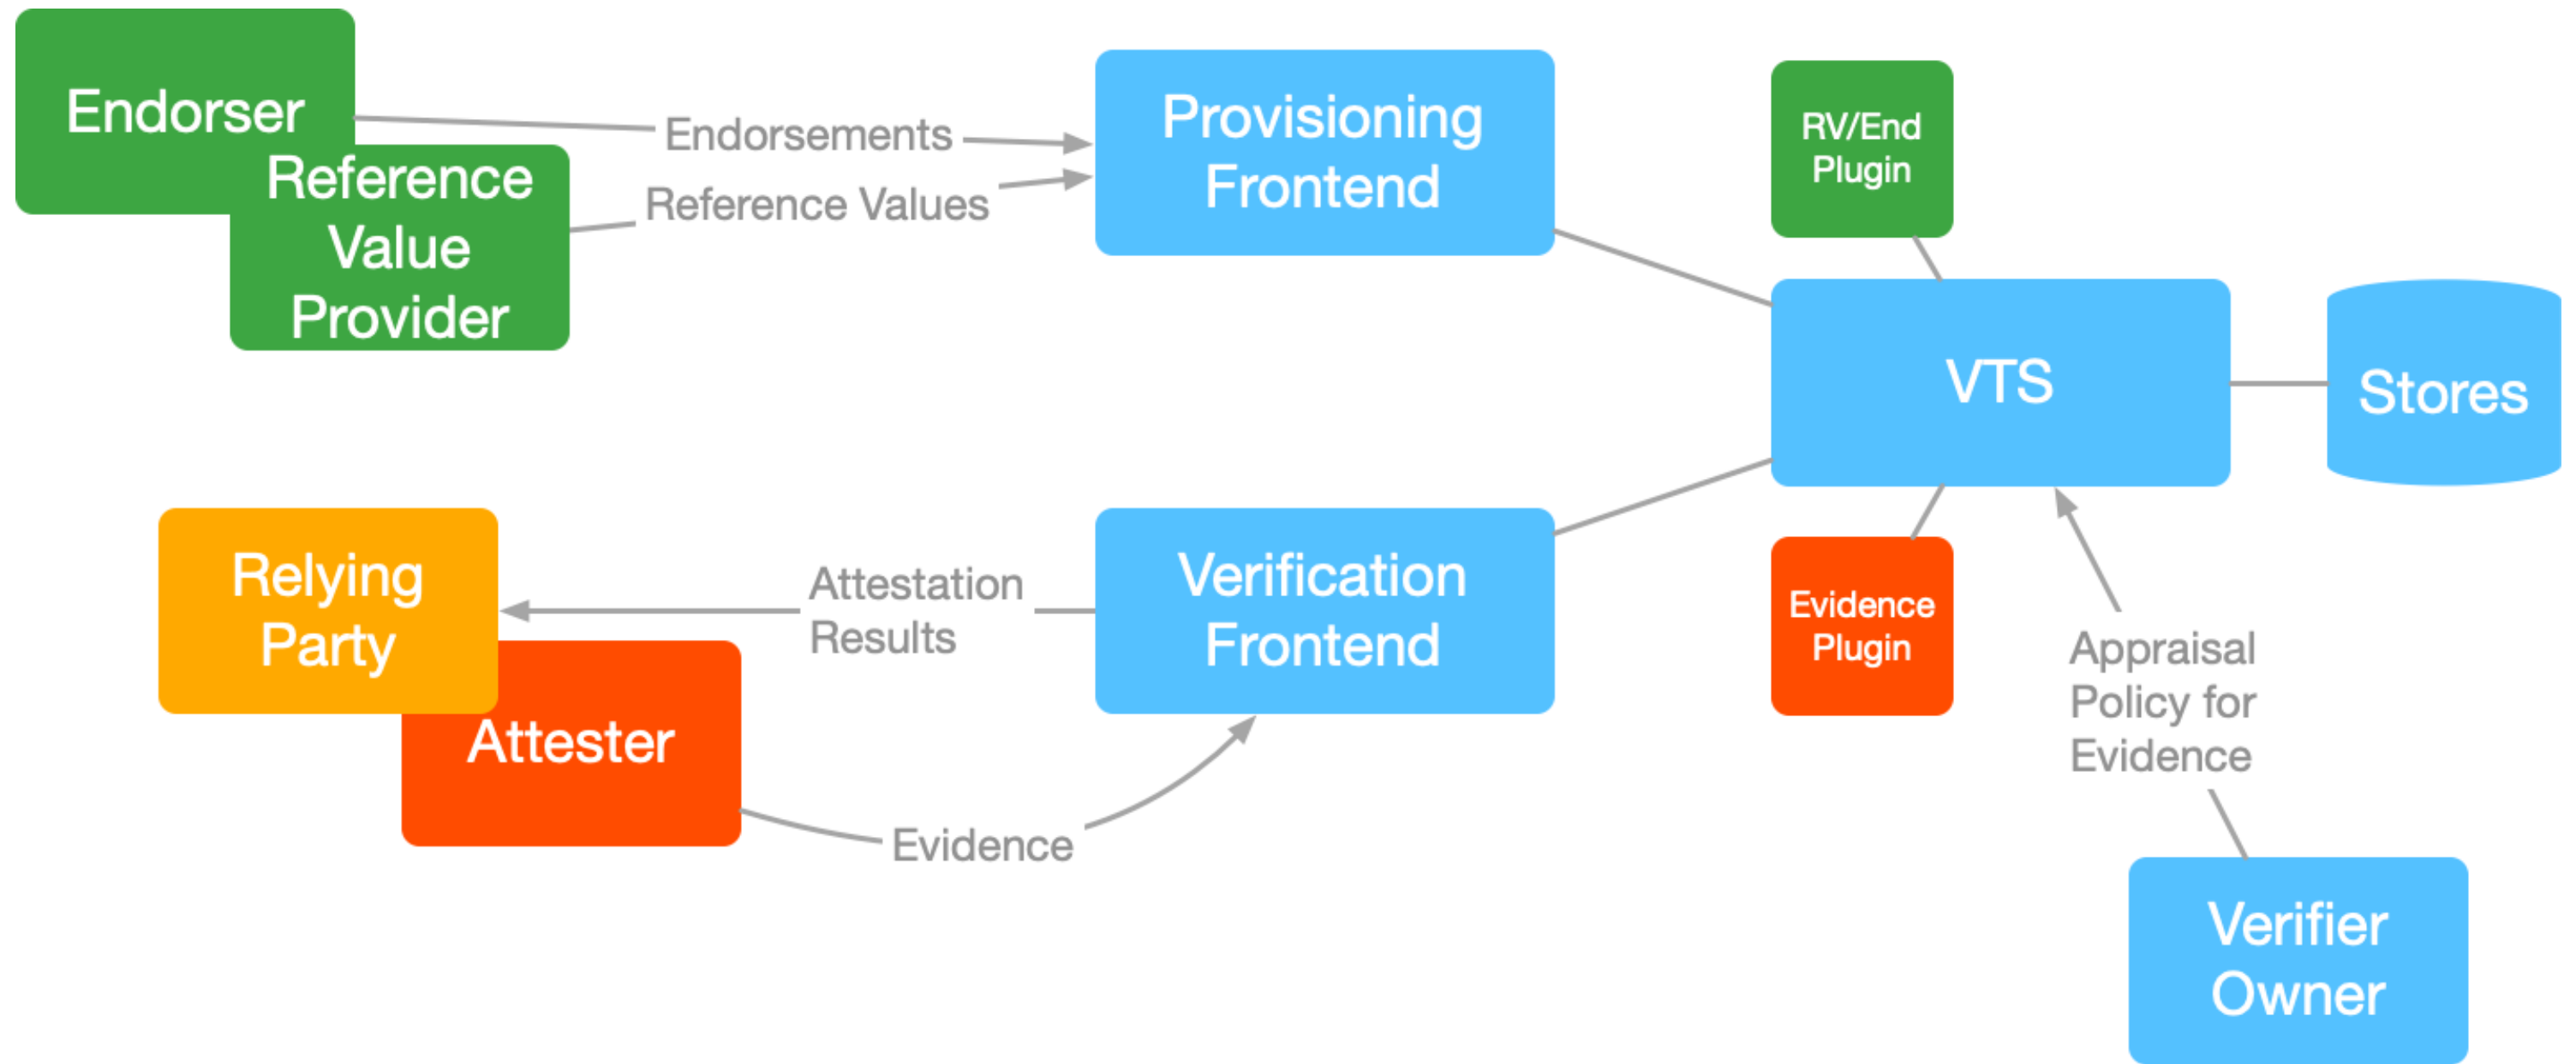 Endorser
Reference
Value
Provider
Endorsements
Reference Values
Provisioning
Frontend
RV/End
Plugin
VTS
Stores
Relying
Party
Attester
Attestation
Results
Evidence
Verification
Frontend
Evidence
Plugin
Appraisal
Policy for
Evidence
Verifier
Owner